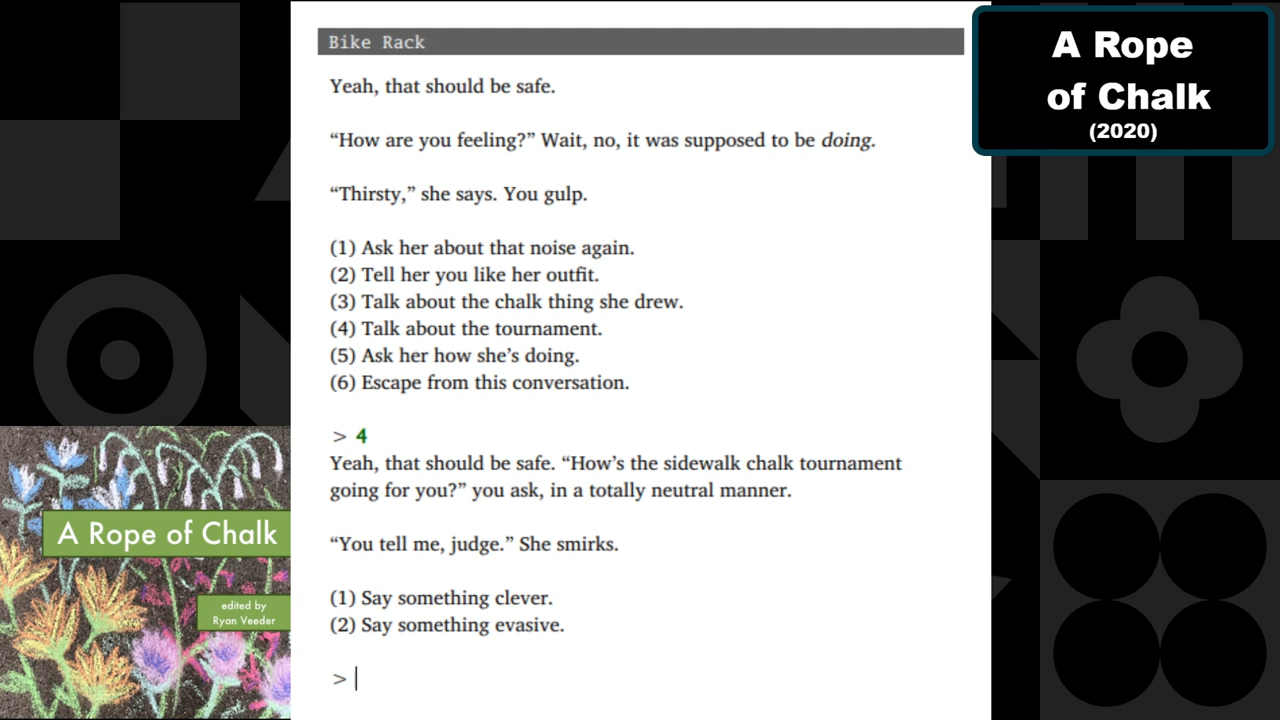 Bike Rack
Yeah, that should be safe.
“How are you feeling?” Wait, no, it was supposed to be doing.
“Thirsty,” she says. You gulp.
(1) Ask her about that noise again.
(2) Tell her you like her outfit.
(3) Talk about the chalk thing she drew.
(4) Talk about the tournament.
(5) Ask her how she’s doing.
(6) Escape from this conversation.
> 4
Yeah, that should be safe. “How’s the sidewalk chalk tournament
going for you?” you ask, in a totally neutral manner.
“You tell me, judge.” She smirks.
(1) Say something clever.
(2) Say something evasive.
>
A Rope
of Chalk
(2020)
A Rope of Chalk
edited by
Ryan Veeder